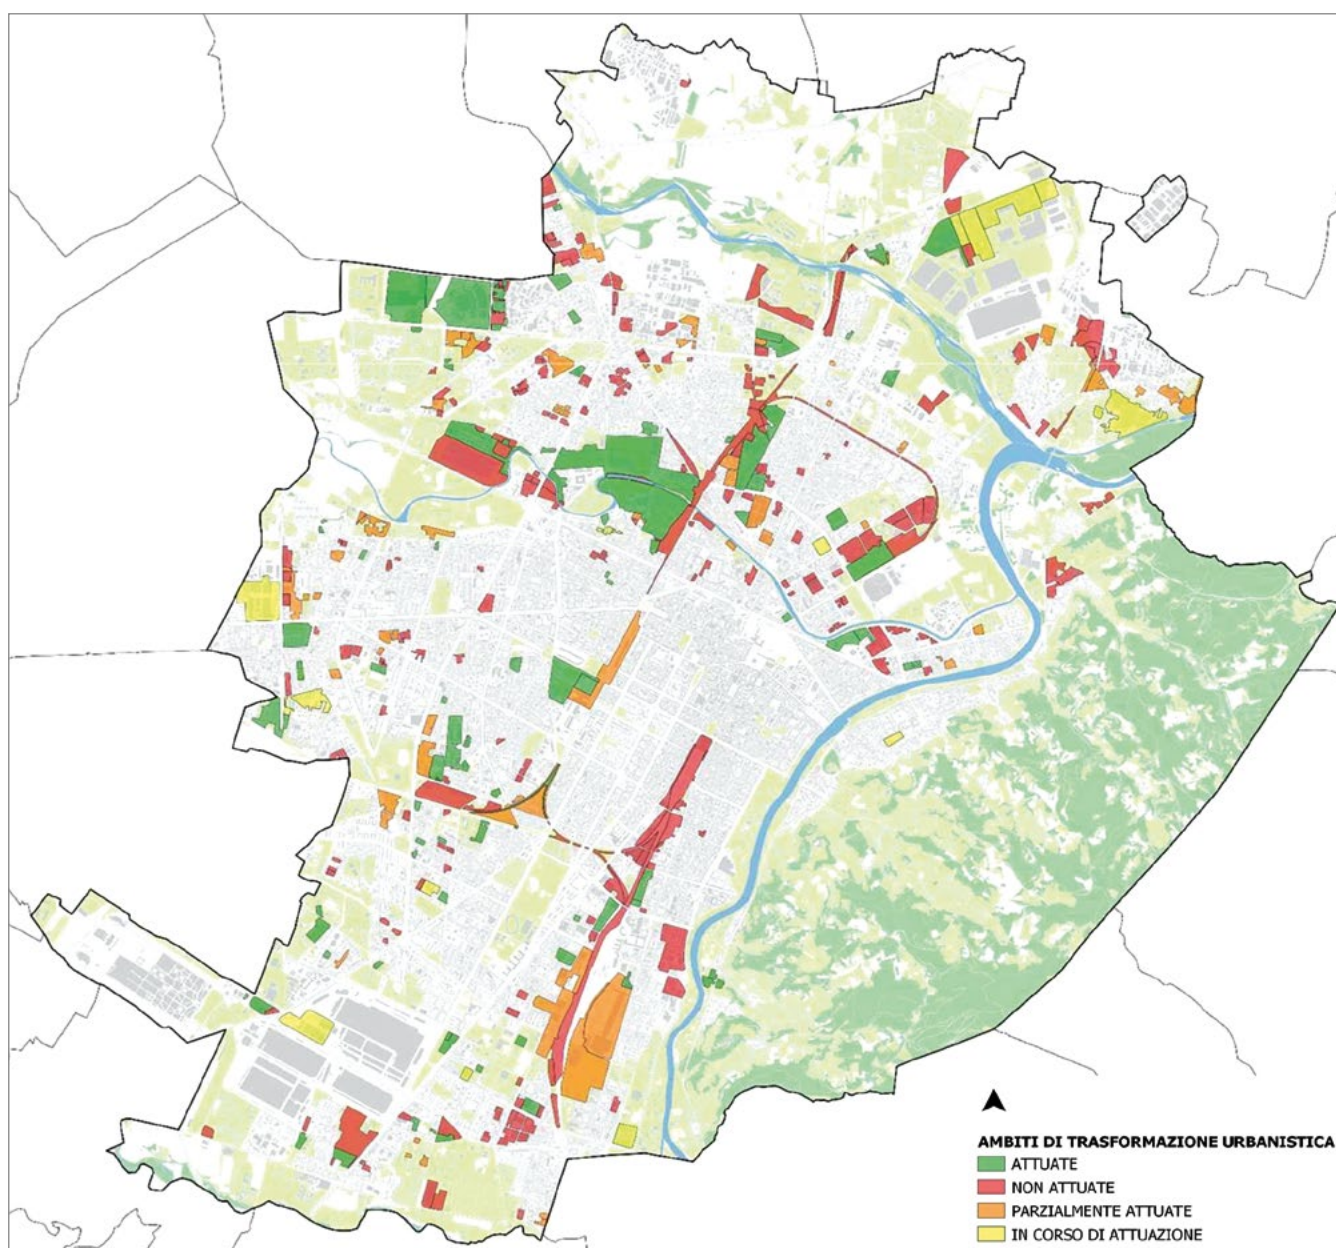 AMBITI DI TRASFORMAZIONE URBANISTICA
ATTUATE
NON ATTUATE
PARZIALMENTE ATTUATE
IN CORSO DI ATTUAZIONE